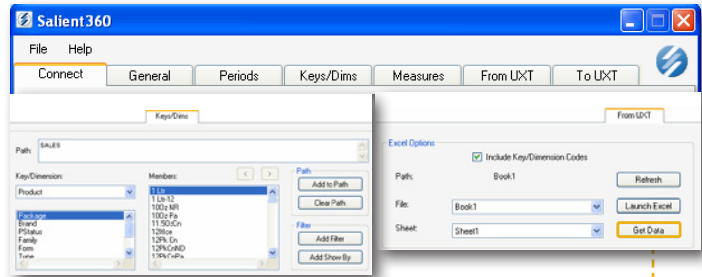 Salient360
File Help
Connect General Periods Keys/Dims Measures From UXT To UXT
Keys/Dims
Path: SALES
Key/Dimension: Members:
Product
Package
Brand
PStatus
Family
Form
Type
1 Ltr
1 Ltr-12
100z NR
100z Pa
11.50zCn
12Nice
12Pk Cn
12PkCnND
12PkCnPa
Path
Add to Path
Clear Path
Filter
Add Filter
Add Show By
From UXT
Excel Options
Include Key/Dimension Codes
Path: Book1 Refresh
File: Book1 Launch Excel
Sheet: Sheet1 Get Data